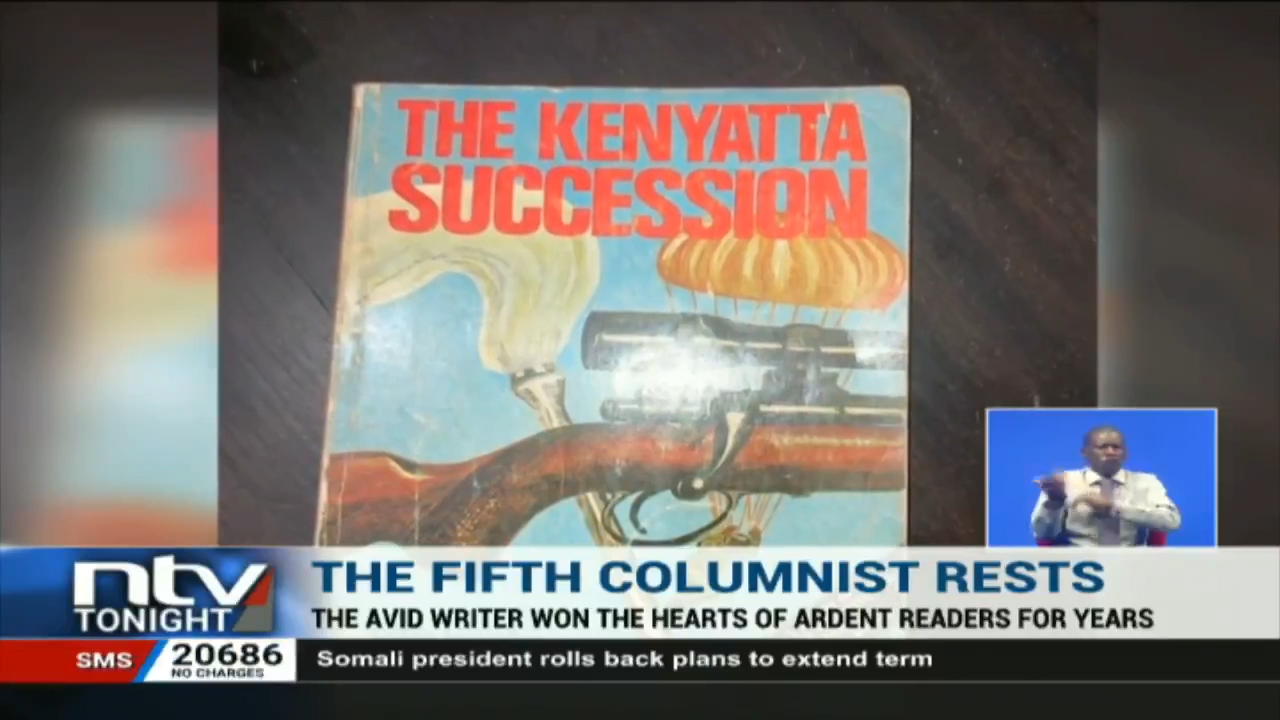 THE KENYATTA
SUCCESSION
ntv
TONIGHT
THE FIFTH COLUMNIST RESTS
THE AVID WRITER WON THE HEARTS OF ARDENT READERS FOR YEARS
SMS
20686
NO CHARGES
Somali president rolls back plans to extend term